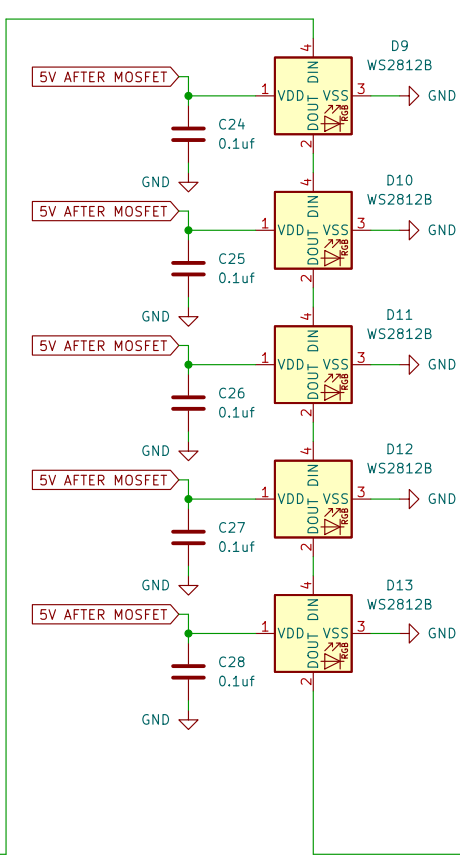 D9
WS2812B
4
5V AFTER MOSFET
DIN
1 VDD VSS 3 GND
DOUT RGB
C24
0.1uf
2
GND
D10
WS2812B
4
5V AFTER MOSFET
DIN
1 VDD VSS 3 GND
DOUT RGB
C25
0.1uf
2
GND
D11
WS2812B
4
5V AFTER MOSFET
DIN
1 VDD VSS 3 GND
DOUT RGB
C26
0.1uf
2
GND
D12
WS2812B
4
5V AFTER MOSFET
DIN
1 VDD VSS 3 GND
DOUT RGB
C27
0.1uf
2
GND
D13
WS2812B
4
5V AFTER MOSFET
DIN
1 VDD VSS 3 GND
DOUT RGB
C28
0.1uf
2
GND